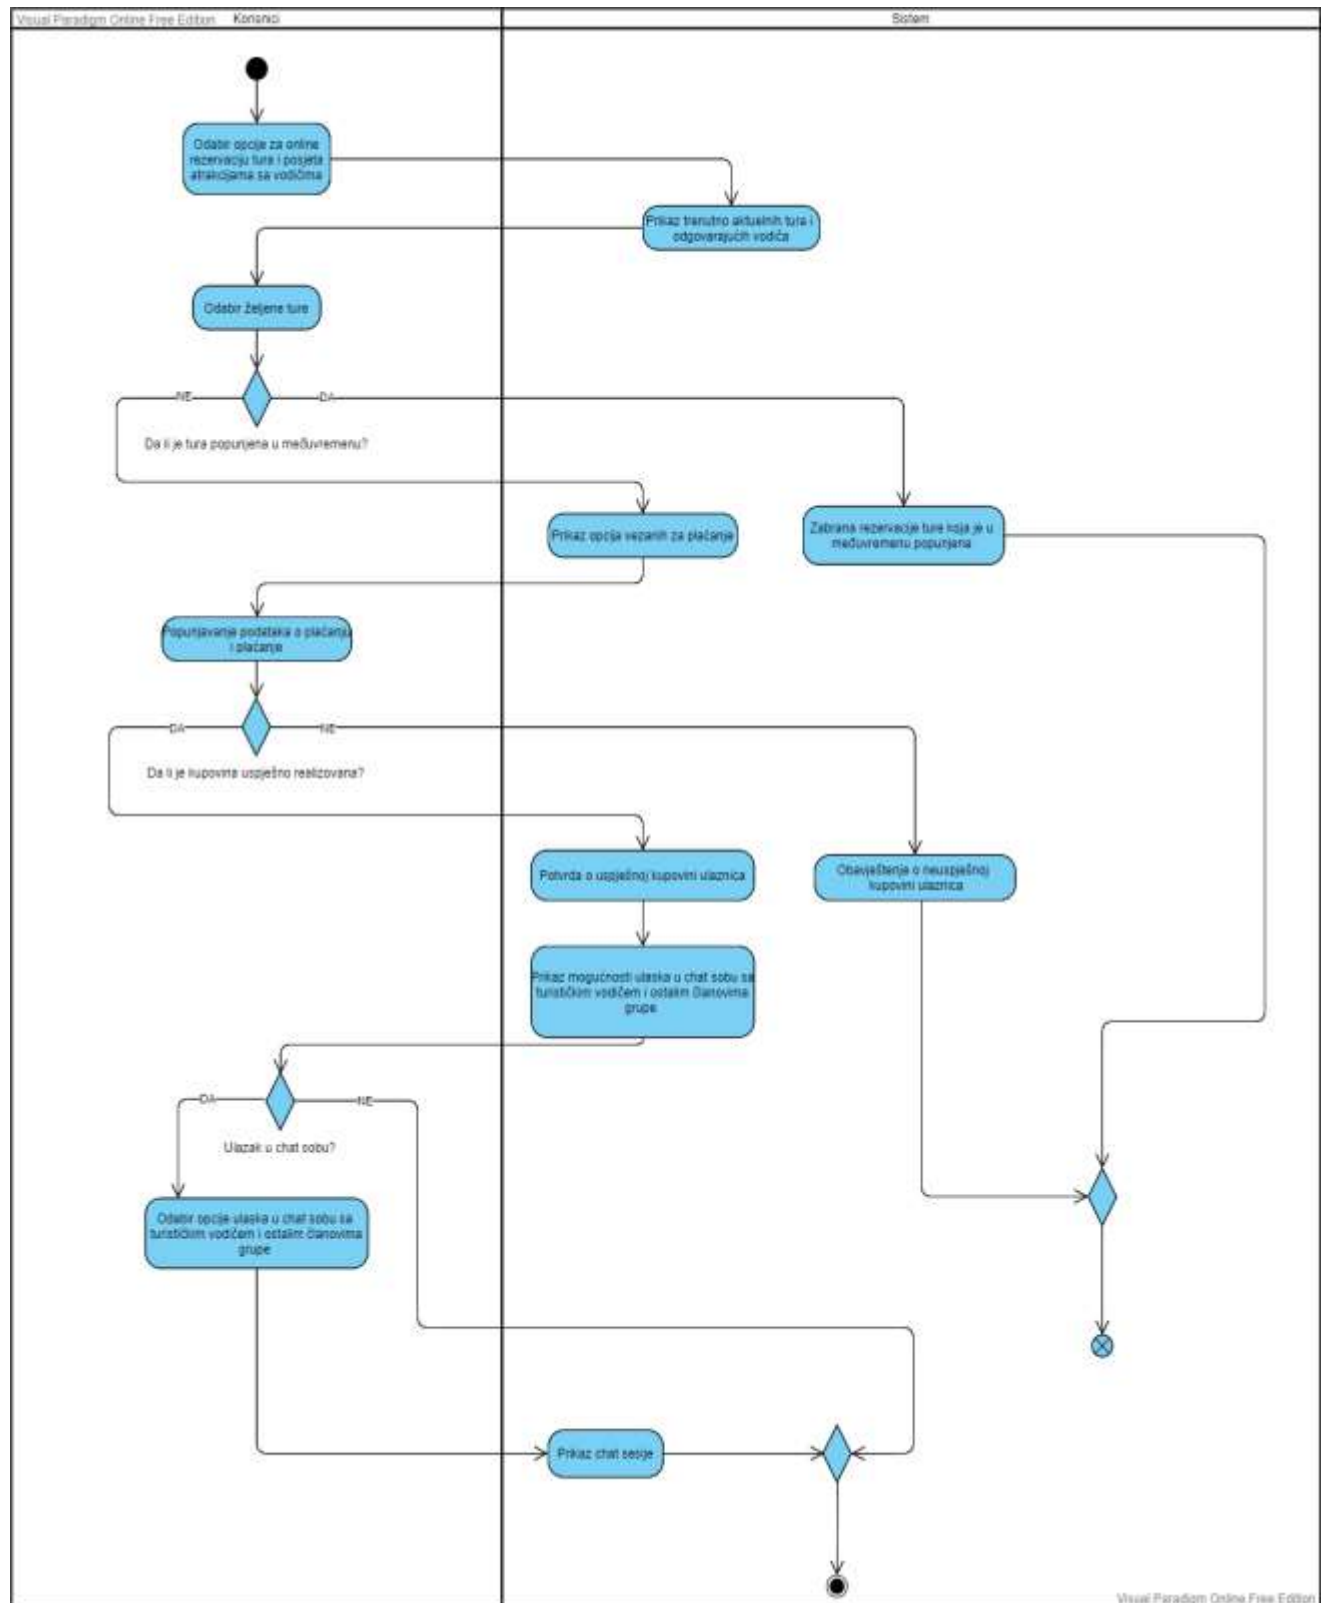 Visual Paradigm Online Free Edition
Korisnici
Sistem
Odabir opcije za online
rezervaciju tura i posjeta
atrakcijama sa vodičima
Prikaz trenutno aktuelnih tura i
odgovarajućih vodiča
Odabir željene ture
NE
DA
Da li je tura popunjena u međuvremenu?
Prikaz opcija vezanih za plaćanje
Zabrana rezervacije ture koja je u
međuvremenu popunjena
Popunjavanje podataka o plaćanju
i plaćanje
DA
NE
Da li je kupovina uspješno realizovana?
Potvrda o uspješnoj kupovini ulaznica
Obavještenje o neuspješnoj
kupovini ulaznica
Prikaz mogućnosti ulaska u chat sobu sa
turističkim vodičem i ostalim članovima
grupe
DA
NE
Ulazak u chat sobu?
Odabir opcije ulaska u chat sobu sa
turističkim vodičem i ostalim članovima
grupe
Prikaz chat sesije
Visual Paradigm Online Free Edition